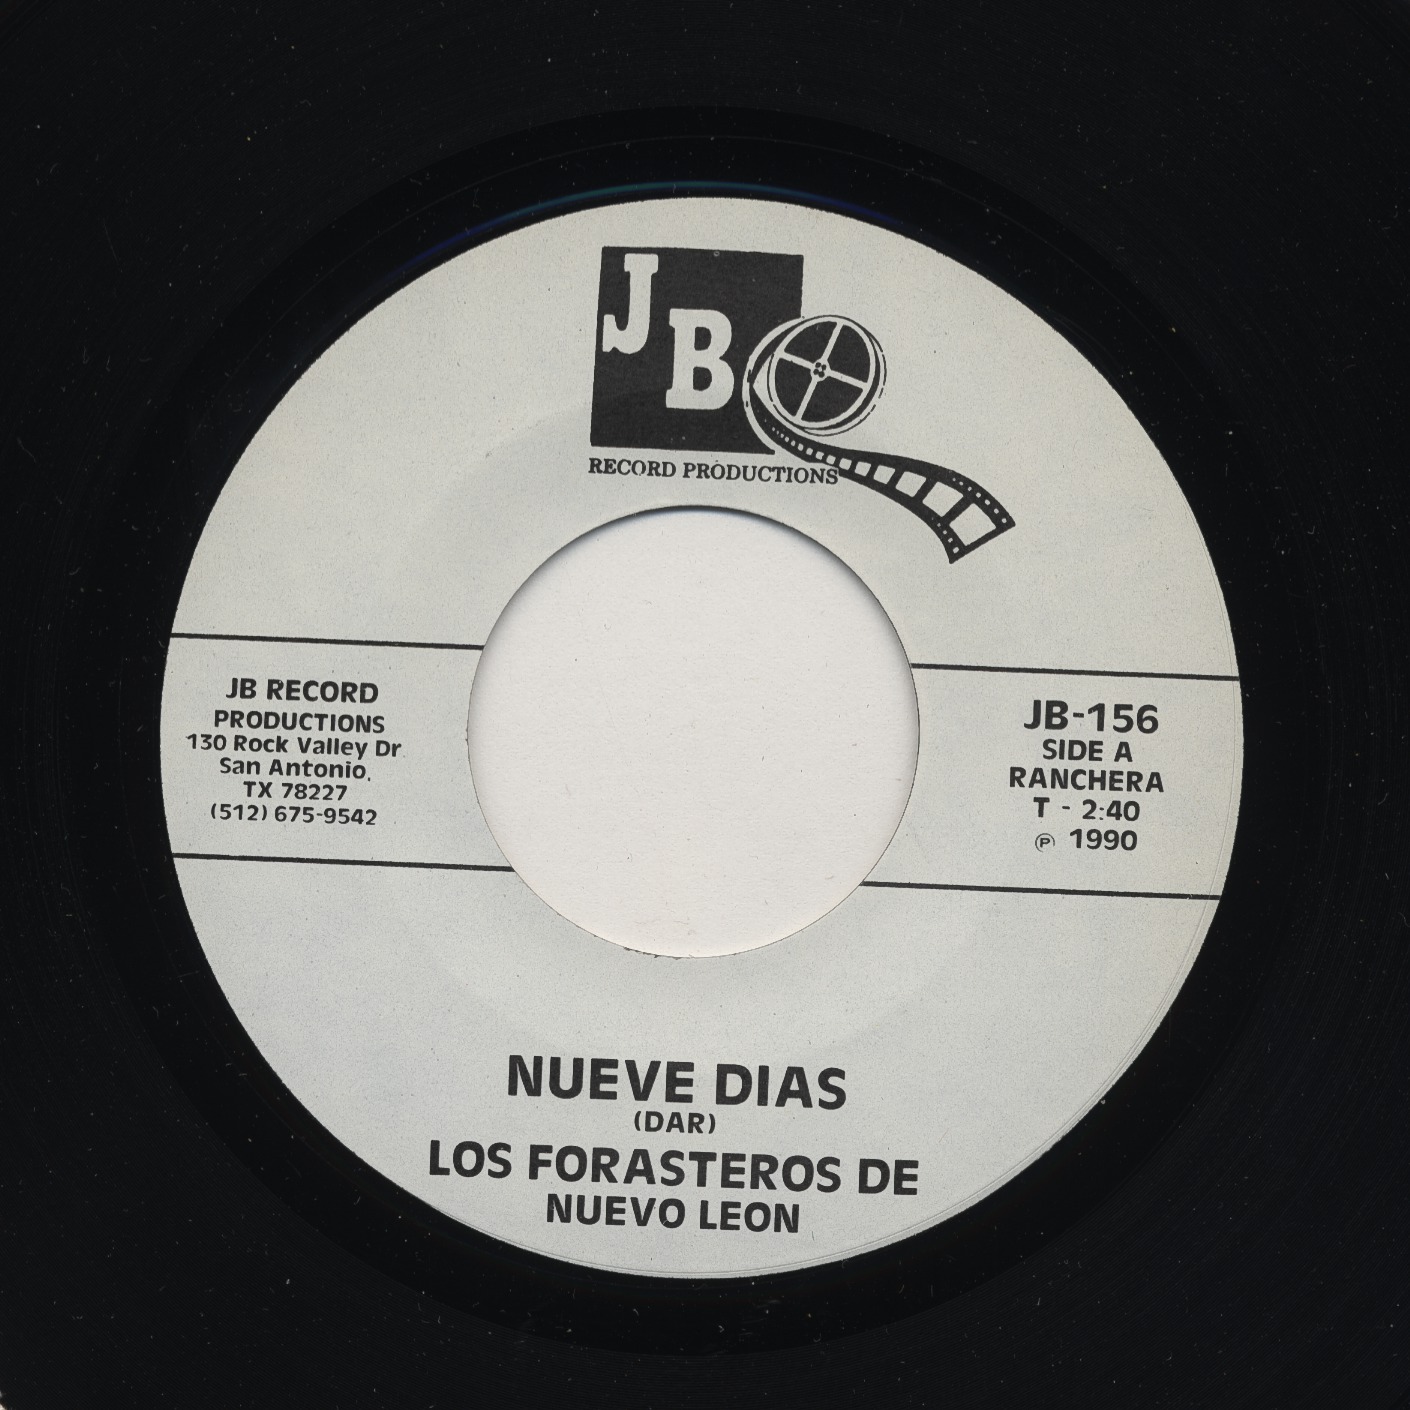 JB
RECORD PRODUCTIONS
JB RECORD
PRODUCTIONS
130 Rock Valley Dr.
San Antonio,
TX 78227
(512) 675-9542
JB-156
SIDE A
RANCHERA
T - 2:40
℗ 1990
NUEVE DIAS
(DAR)
LOS FORASTEROS DE
NUEVO LEON